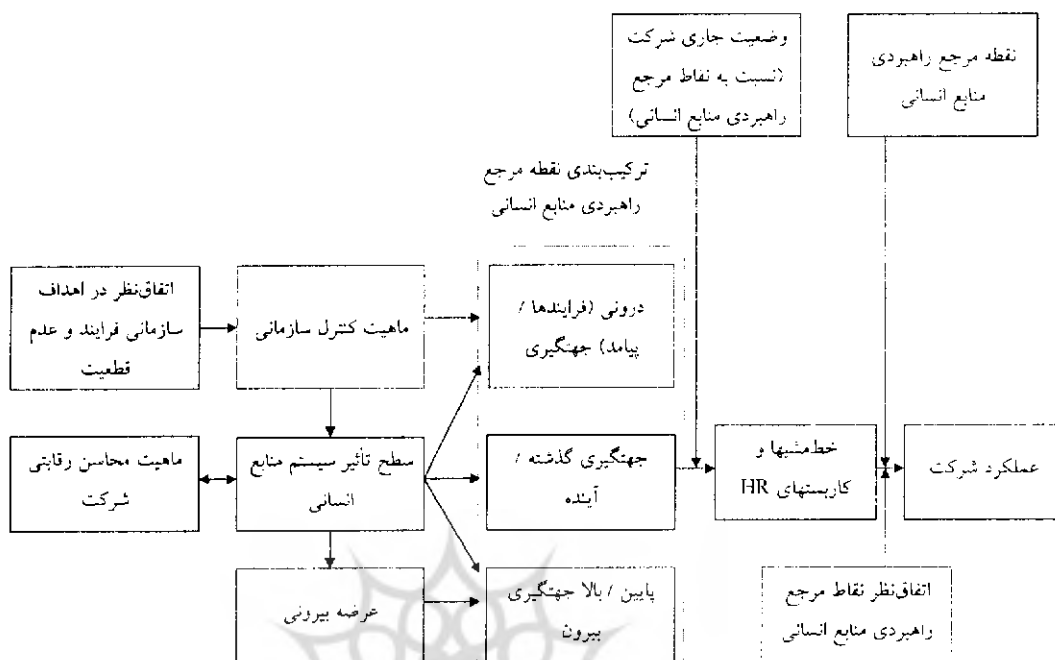 وضعیت جاری شرکت
(نسبت به نقاط مرجع
راهبردی منابع انسانی)
نقطه مرجع راهبردی
منابع انسانی
ترکیب‌بندی نقطه مرجع
راهبردی منابع انسانی
اتفاق‌نظر در اهداف
سازمانی فرایند و عدم
قطعیت
ماهیت کنترل سازمانی
درونی (فرایندها /
پیامد) جهتگیری
ماهیت محاسن رقابتی
شرکت
سطح تأثیر سیستم منابع
انسانی
جهتگیری گذشته /
آینده
خط‌مشیها و
کاربستهای HR
عملکرد شرکت
عرضه بیرونی
پایین / بالا جهتگیری
بیرون
اتفاق‌نظر نقاط مرجع
راهبردی منابع انسانی